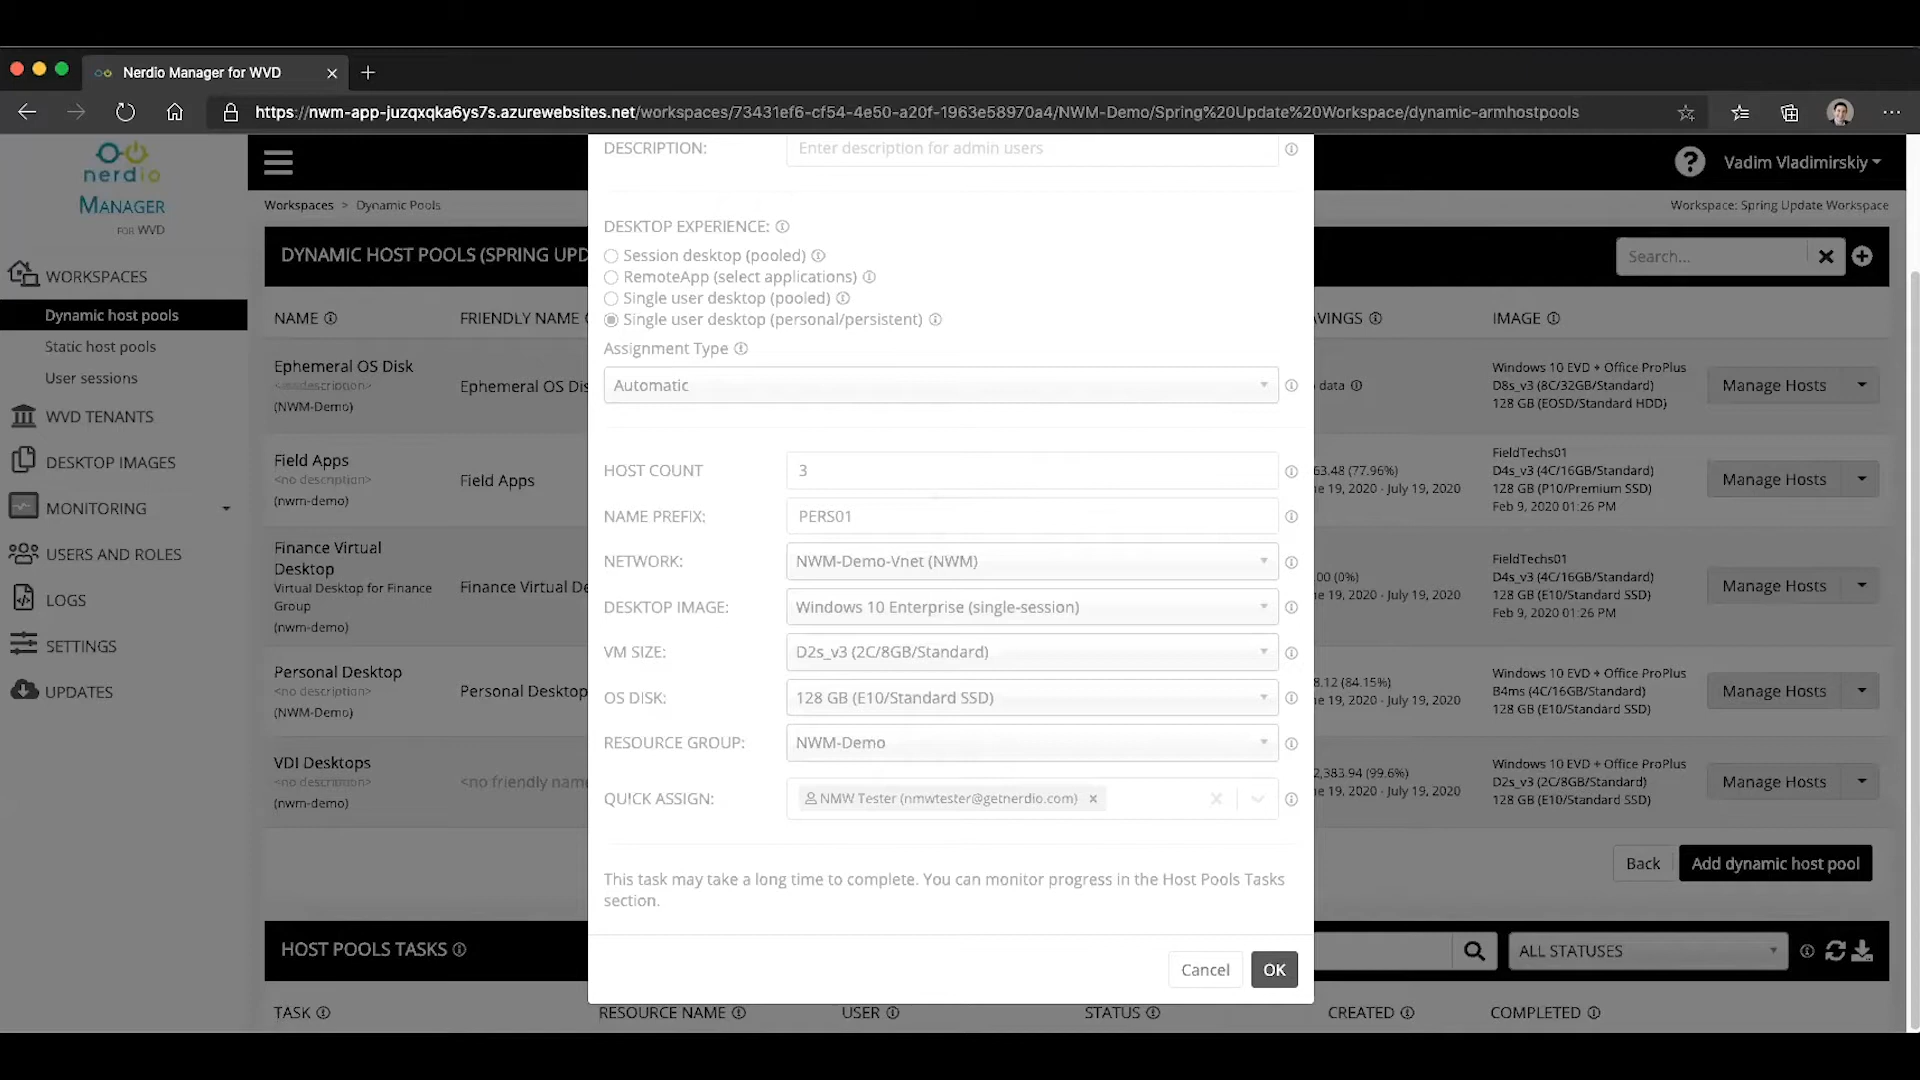 Nerdio Manager for WVD
https://nwm-app-juzqxqka6ys7s.azurewebsites.net/workspaces/73431ef6-cf54-4e50-a20f-1963e58970a4/NWM-Demo/Spring%20Update%20Workspace/dynamic-armhostpools
nerdio
MANAGER
FOR WVD
WORKSPACES
Dynamic host pools
Static host pools
User sessions
WVD TENANTS
DESKTOP IMAGES
MONITORING
USERS AND ROLES
LOGS
SETTINGS
UPDATES
Vadim Vladimirskiy
Workspaces > Dynamic Pools
Workspace: Spring Update Workspace
DYNAMIC HOST POOLS (SPRING UPD
Search...
NAME
FRIENDLY NAME
VINGS
IMAGE
Ephemeral OS Disk
<no description>
(NWM-Demo)
Ephemeral OS Dis
data
Windows 10 EVD + Office ProPlus
D8s_v3 (8C/32GB/Standard)
128 GB (EOSD/Standard HDD)
Manage Hosts
Field Apps
<no description>
(nwm-demo)
Field Apps
63.48 (77.96%)
ne 19, 2020 - July 19, 2020
FieldTechs01
D4s_v3 (4C/16GB/Standard)
128 GB (P10/Premium SSD)
Feb 9, 2020 01:26 PM
Manage Hosts
Finance Virtual
Desktop
Virtual Desktop for Finance
Group
(nwm-demo)
Finance Virtual De
.00 (0%)
ne 19, 2020 - July 19, 2020
FieldTechs01
D4s_v3 (4C/16GB/Standard)
128 GB (E10/Standard SSD)
Feb 9, 2020 01:26 PM
Manage Hosts
Personal Desktop
<no description>
(NWM-Demo)
Personal Desktop
8.12 (84.15%)
ne 19, 2020 - July 19, 2020
Windows 10 EVD + Office ProPlus
B4ms (4C/16GB/Standard)
128 GB (E10/Standard SSD)
Manage Hosts
VDI Desktops
<no description>
(nwm-demo)
<no friendly name
2,383.94 (99.6%)
ne 19, 2020 - July 19, 2020
Windows 10 EVD + Office ProPlus
D2s_v3 (2C/8GB/Standard)
128 GB (E10/Standard SSD)
Manage Hosts
Back
Add dynamic host pool
DESCRIPTION:
Enter description for admin users
DESKTOP EXPERIENCE:
Session desktop (pooled)
RemoteApp (select applications)
Single user desktop (pooled)
Single user desktop (personal/persistent)
Assignment Type
Automatic
HOST COUNT
3
NAME PREFIX:
PERS01
NETWORK:
NWM-Demo-Vnet (NWM)
DESKTOP IMAGE:
Windows 10 Enterprise (single-session)
VM SIZE:
D2s_v3 (2C/8GB/Standard)
OS DISK:
128 GB (E10/Standard SSD)
RESOURCE GROUP:
NWM-Demo
QUICK ASSIGN:
NMW Tester (nmwtester@getnerdio.com)
This task may take a long time to complete. You can monitor progress in the Host Pools Tasks
section.
Cancel
OK
HOST POOLS TASKS
ALL STATUSES
TASK
RESOURCE NAME
USER
STATUS
CREATED
COMPLETED